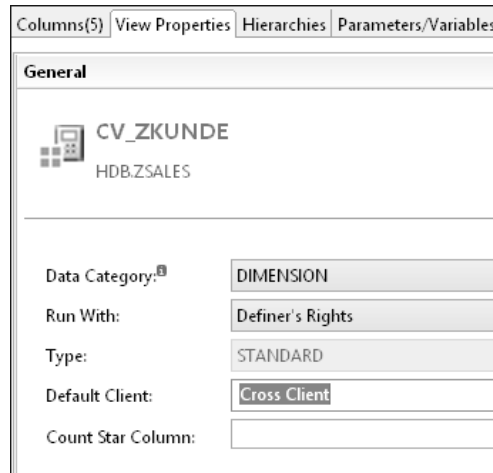 Columns(5) View Properties Hierarchies Parameters/Variables
General
CV_ZKUNDE
HDB.ZSALES
Data Category: DIMENSION
Run With: Definer's Rights
Type: STANDARD
Default Client: Cross Client
Count Star Column: